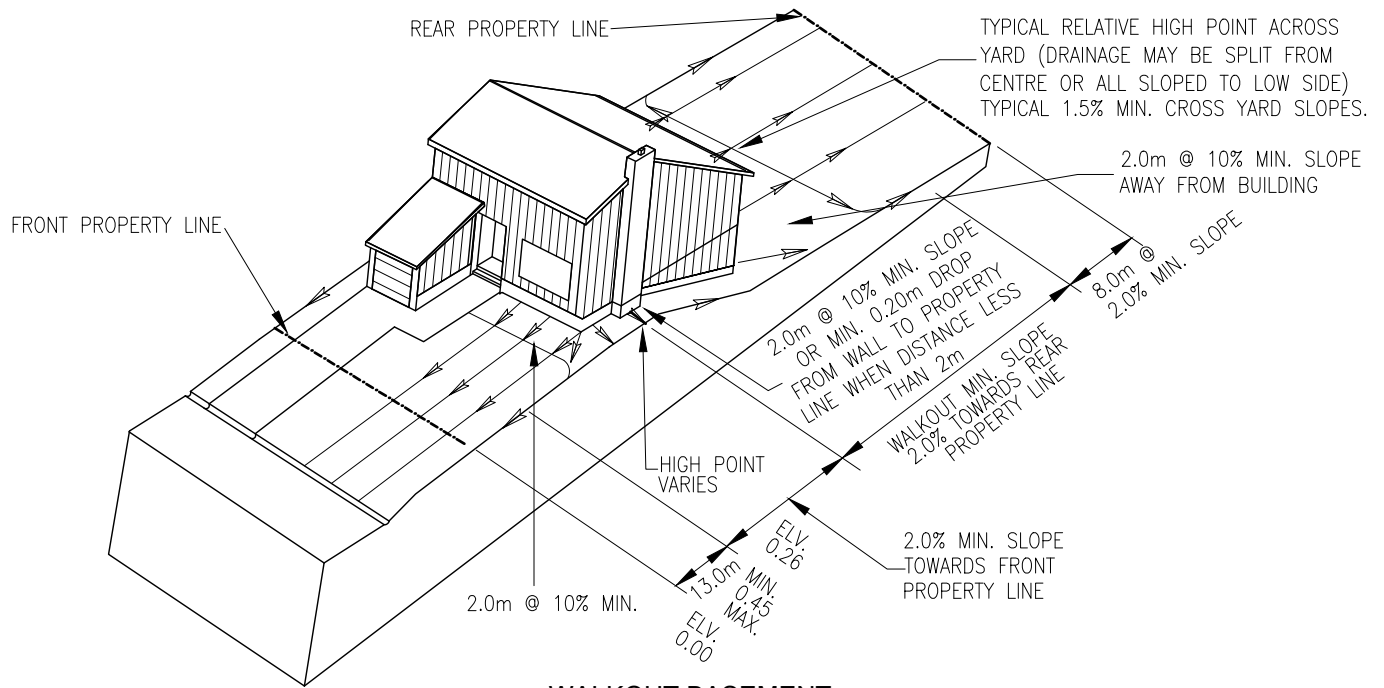 REAR PROPERTY LINE
TYPICAL RELATIVE HIGH POINT ACROSS
YARD (DRAINAGE MAY BE SPLIT FROM
CENTRE OR ALL SLOPED TO LOW SIDE)
TYPICAL 1.5% MIN. CROSS YARD SLOPES.
2.0m @ 10% MIN. SLOPE
AWAY FROM BUILDING
FRONT PROPERTY LINE
2.0m @ 10% MIN. SLOPE
OR MIN. 0.20m DROP
FROM WALL TO PROPERTY
LINE WHEN DISTANCE LESS
THAN 2m
8.0m @
2.0% MIN. SLOPE
WALKOUT MIN. SLOPE
2.0% TOWARDS REAR
PROPERTY LINE
HIGH POINT
VARIES
2.0% MIN. SLOPE
TOWARDS FRONT
PROPERTY LINE
ELV.
0.26
13.0m MIN.
0.45
MAX.
ELV.
0.00
2.0m @ 10% MIN.
WALKOUT BASEMENT